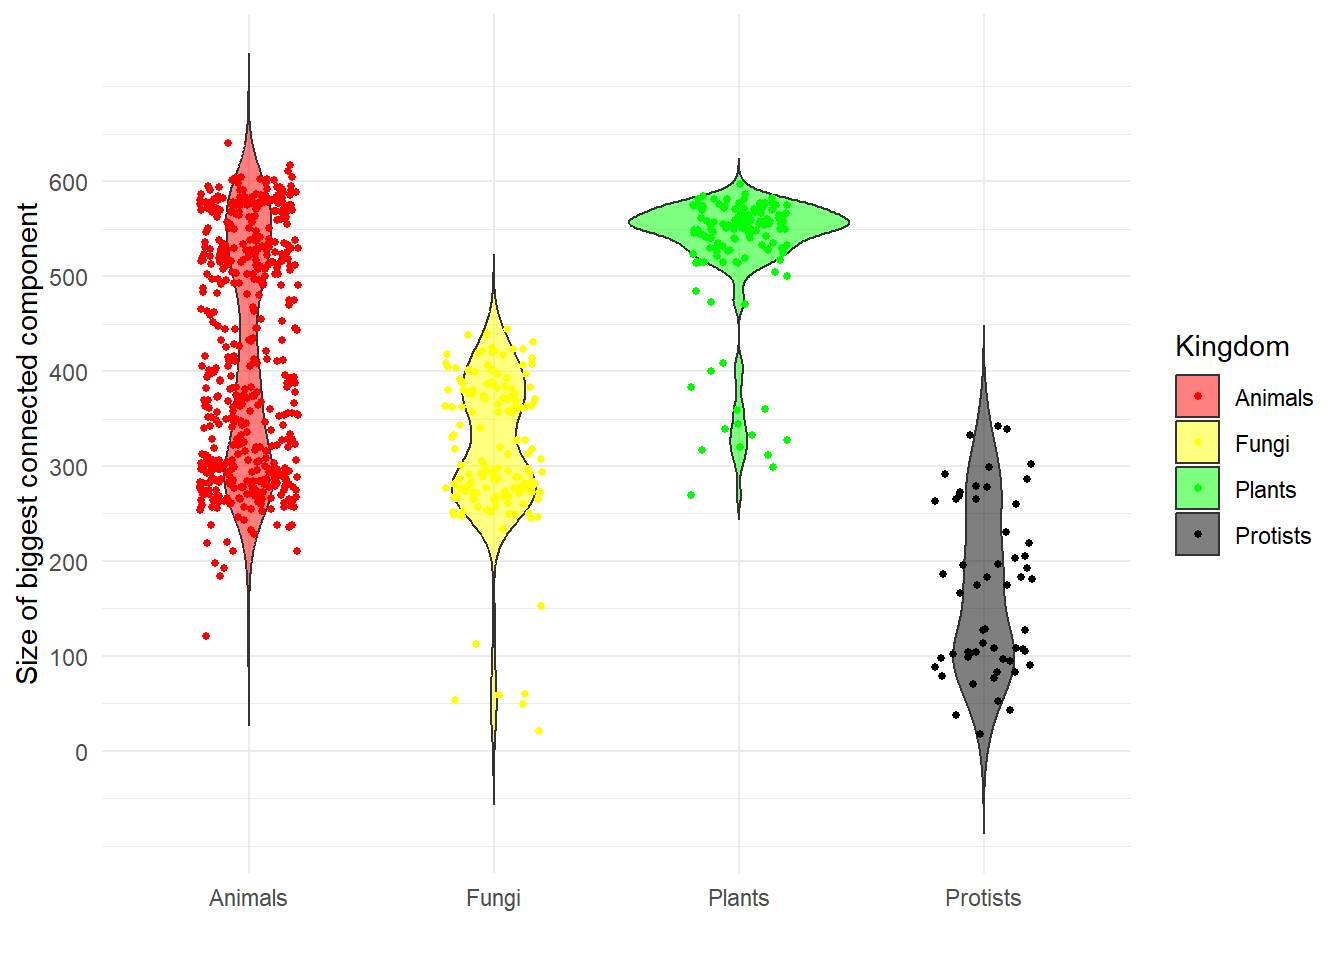 Size of biggest connected component
600
500
400
300
200
100
0
Animals
Fungi
Plants
Protists
Kingdom
Animals
Fungi
Plants
Protists